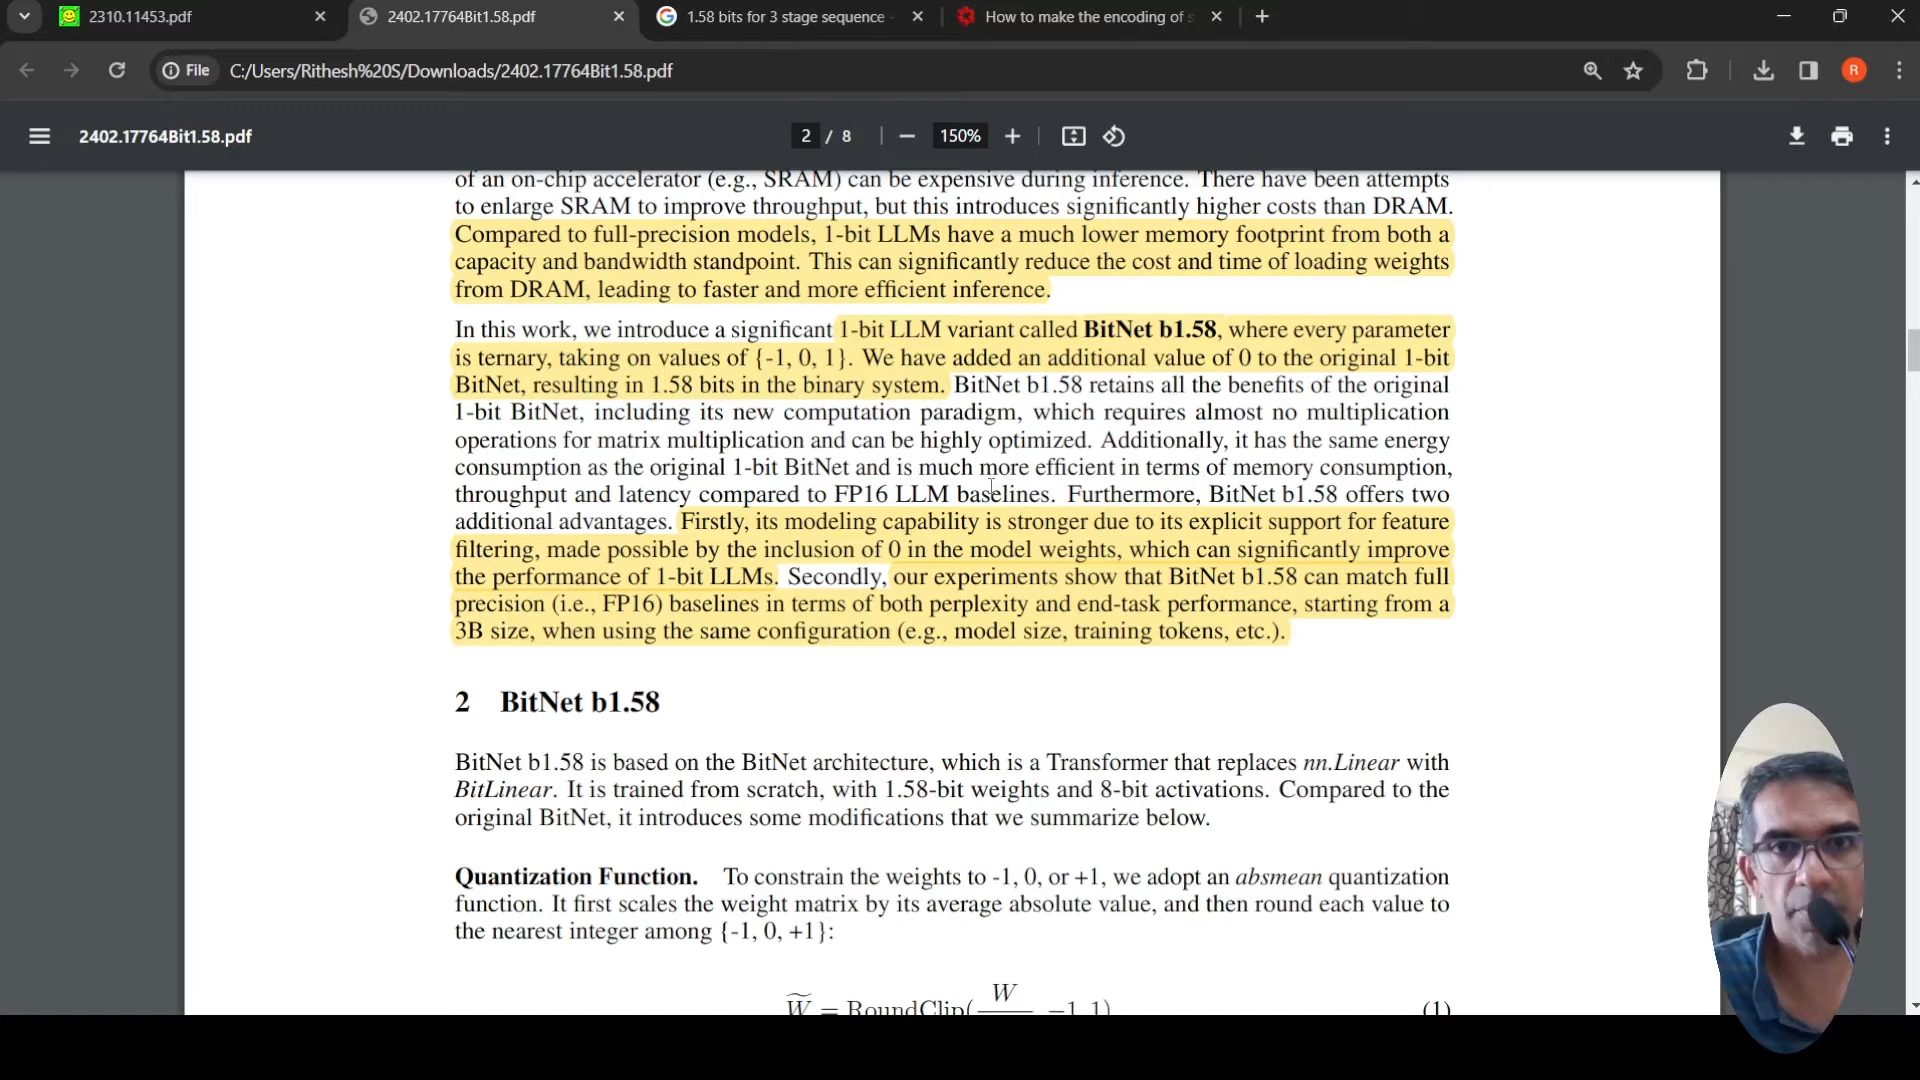 2310.11453.pdf
2402.17764Bit1.58.pdf
1.58 bits for 3 stage sequence
How to make the encoding of s
File
C:/Users/Rithesh%20S/Downloads/2402.17764Bit1.58.pdf
R
2402.17764Bit1.58.pdf
2 / 8
150%
of an on-chip accelerator (e.g., SRAM) can be expensive during inference. There have been attempts
to enlarge SRAM to improve throughput, but this introduces significantly higher costs than DRAM.
Compared to full-precision models, 1-bit LLMs have a much lower memory footprint from both a
capacity and bandwidth standpoint. This can significantly reduce the cost and time of loading weights
from DRAM, leading to faster and more efficient inference.
In this work, we introduce a significant 1-bit LLM variant called BitNet b1.58, where every parameter
is ternary, taking on values of {-1, 0, 1}. We have added an additional value of 0 to the original 1-bit
BitNet, resulting in 1.58 bits in the binary system. BitNet b1.58 retains all the benefits of the original
1-bit BitNet, including its new computation paradigm, which requires almost no multiplication
operations for matrix multiplication and can be highly optimized. Additionally, it has the same energy
consumption as the original 1-bit BitNet and is much more efficient in terms of memory consumption,
throughput and latency compared to FP16 LLM baselines. Furthermore, BitNet b1.58 offers two
additional advantages. Firstly, its modeling capability is stronger due to its explicit support for feature
filtering, made possible by the inclusion of 0 in the model weights, which can significantly improve
the performance of 1-bit LLMs. Secondly, our experiments show that BitNet b1.58 can match full
precision (i.e., FP16) baselines in terms of both perplexity and end-task performance, starting from a
3B size, when using the same configuration (e.g., model size, training tokens, etc.).
2 BitNet b1.58
BitNet b1.58 is based on the BitNet architecture, which is a Transformer that replaces nn.Linear with
BitLinear. It is trained from scratch, with 1.58-bit weights and 8-bit activations. Compared to the
original BitNet, it introduces some modifications that we summarize below.
Quantization Function. To constrain the weights to -1, 0, or +1, we adopt an absmean quantization
function. It first scales the weight matrix by its average absolute value, and then round each value to
the nearest integer among {-1, 0, +1}:
W̃ = RoundClip(W, −1, 1) (1)